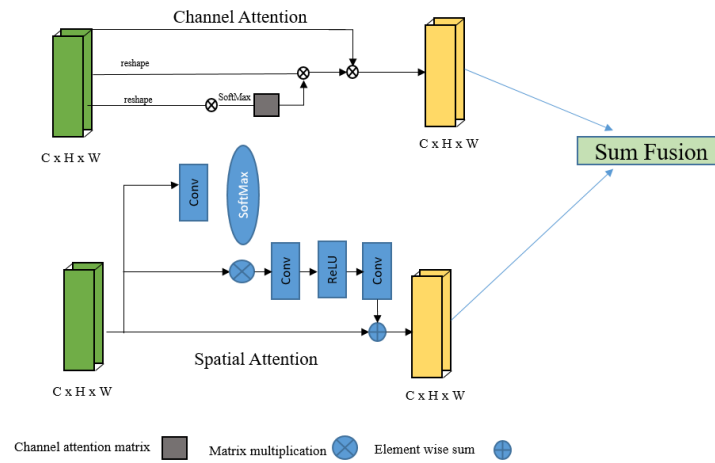 Channel Attention
reshape
reshape
SoftMax
C x H x W
C x H x W
Sum Fusion
Conv
SoftMax
Conv
ReLU
Conv
Spatial Attention
C x H x W
C x H x W
Channel attention matrix
Matrix multiplication
Element wise sum